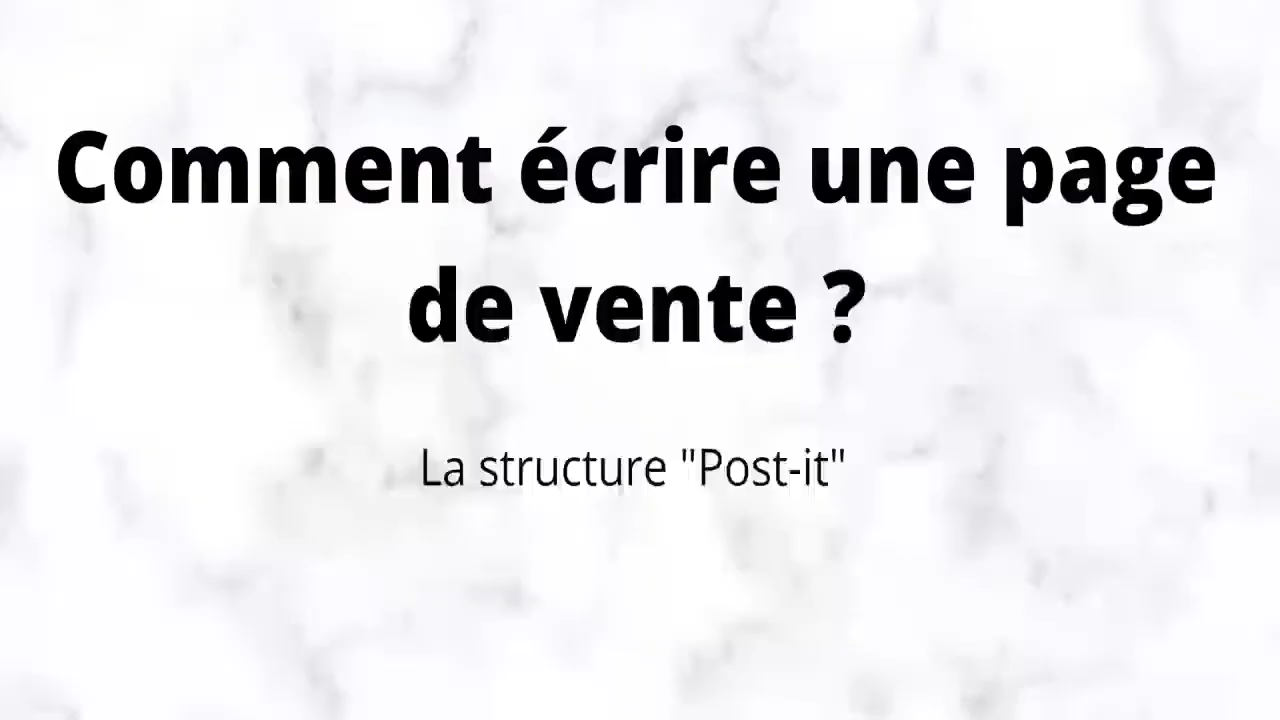 Comment écrire une page
de vente ?
La structure "Post-it"